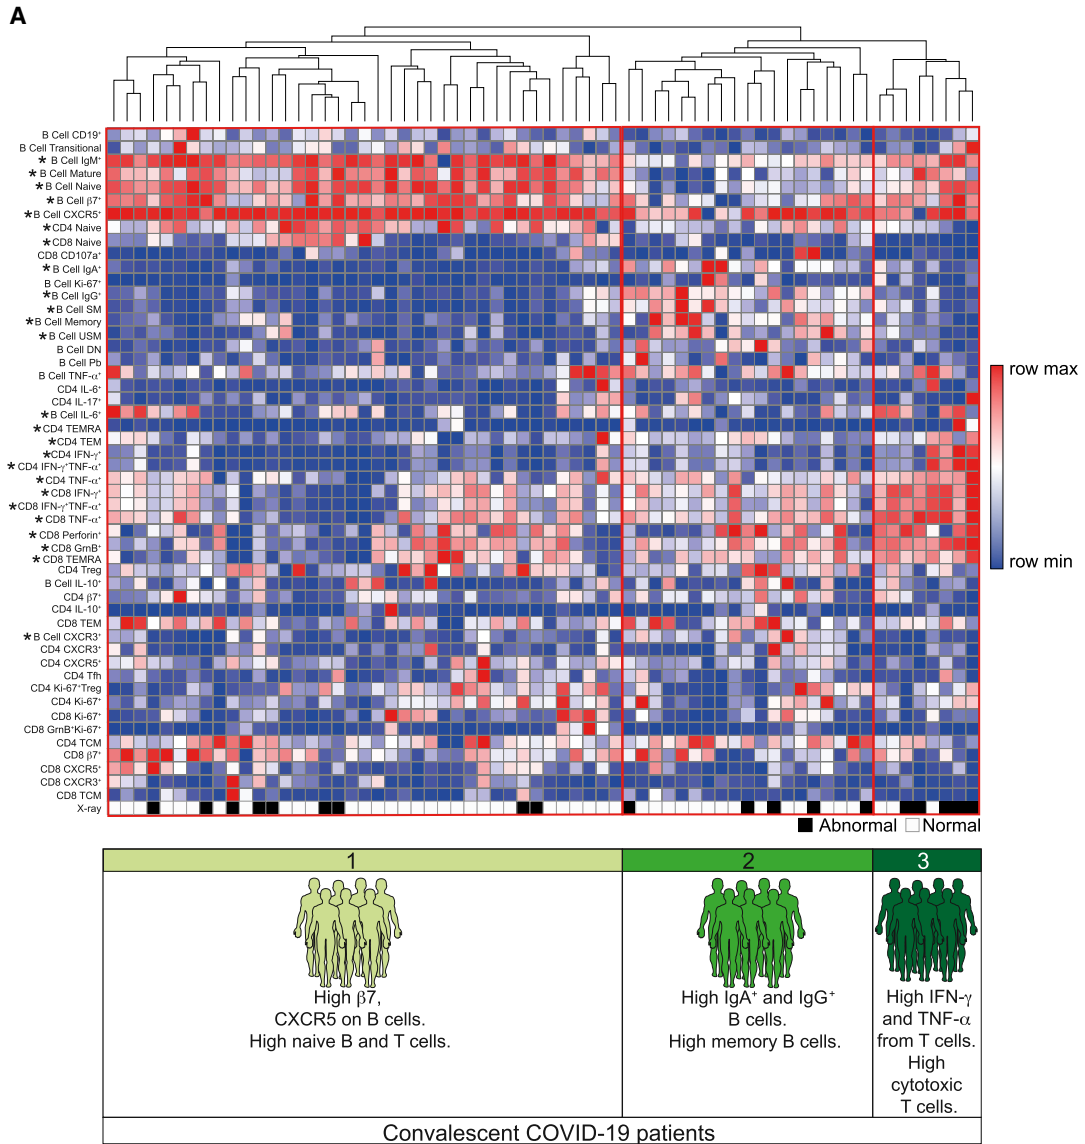 A
B Cell CD19⁺
B Cell Transitional
* B Cell IgM⁺
* B Cell Mature
* B Cell Naive
* B Cell β7⁺
* B Cell CXCR5⁺
* CD4 Naive
* CD8 Naive
CD8 CD107a⁺
* B Cell IgA⁺
B Cell Ki-67⁺
* B Cell IgG⁺
* B Cell SM
* B Cell Memory
* B Cell USM
B Cell DN
B Cell Pb
B Cell TNF-α⁺
CD4 IL-6⁺
CD4 IL-17⁺
* B Cell IL-6⁺
* CD4 TEMRA
* CD4 TEM
* CD4 IFN-γ⁺
* CD4 IFN-γ⁺TNF-α⁺
* CD4 TNF-α⁺
* CD8 IFN-γ⁺
* CD8 IFN-γ⁺TNF-α⁺
* CD8 TNF-α⁺
* CD8 Perforin⁺
* CD8 GrnB⁺
* CD8 TEMRA
CD4 Treg
B Cell IL-10⁺
CD4 β7⁺
CD4 IL-10⁺
CD8 TEM
* B Cell CXCR3⁺
CD4 CXCR3⁺
CD4 CXCR5⁺
CD4 Tfh
CD4 Ki-67⁺Treg
CD4 Ki-67⁺
CD8 Ki-67⁺
CD8 GrnB⁺Ki-67⁺
CD4 TCM
CD8 β7⁺
CD8 CXCR5⁺
CD8 CXCR3⁺
CD8 TCM
X-ray
row max
row min
Abnormal Normal
1 2 3
High β7,
CXCR5 on B cells.
High naive B and T cells.
High IgA⁺ and IgG⁺
B cells.
High memory B cells.
High IFN-γ
and TNF-α
from T cells.
High
cytotoxic
T cells.
Convalescent COVID-19 patients